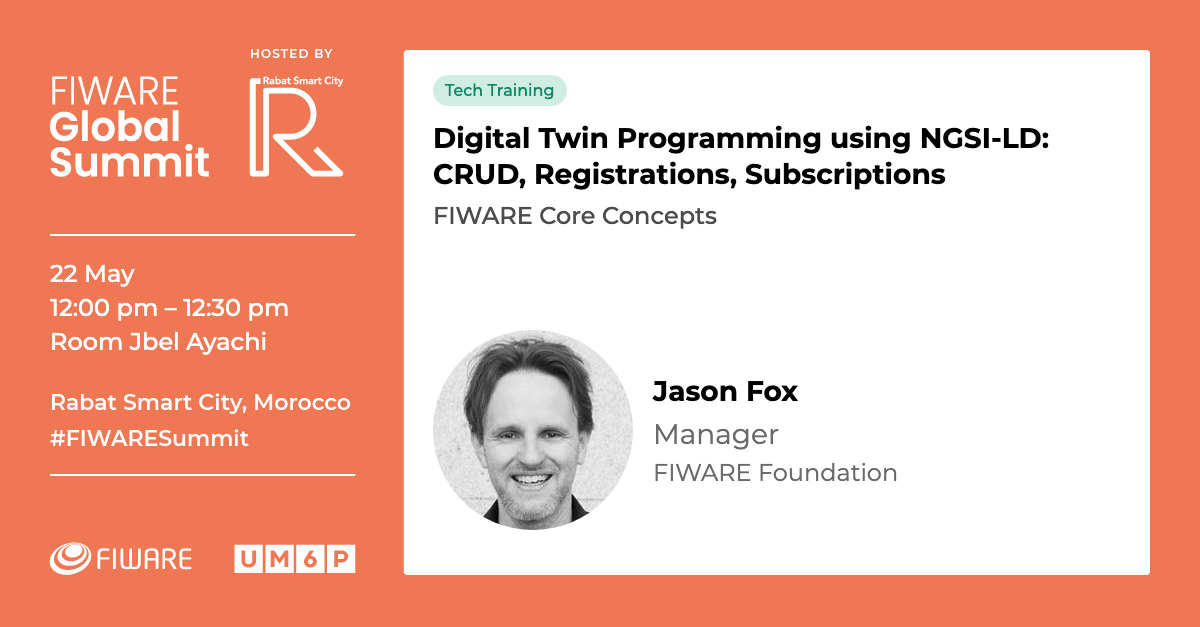 FIWARE
Global
Summit
HOSTED BY
Rabat Smart City
R
22 May
12:00 pm – 12:30 pm
Room Jbel Ayachi
Rabat Smart City, Morocco
#FIWARESummit
FIWARE
UM6P
Tech Training
Digital Twin Programming using NGSI-LD:
CRUD, Registrations, Subscriptions
FIWARE Core Concepts
Jason Fox
Manager
FIWARE Foundation